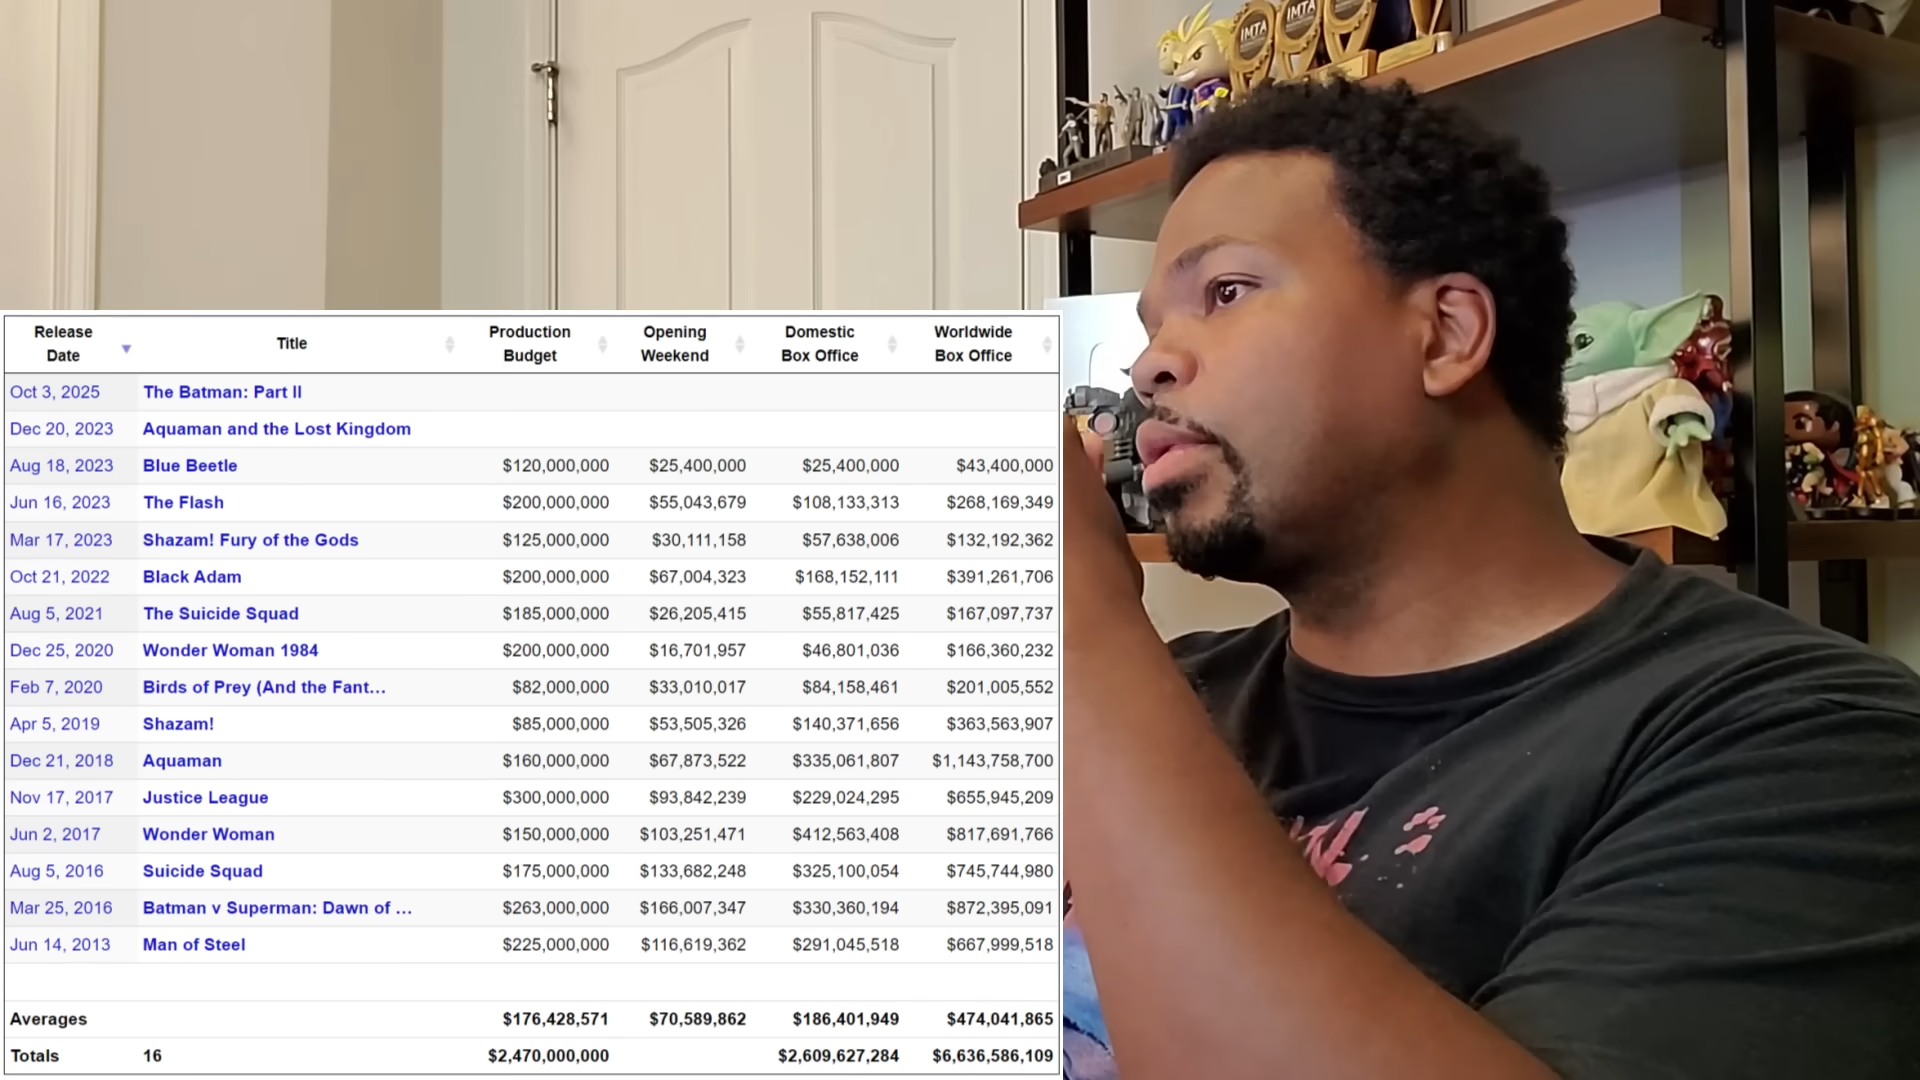 IMTA IMTA
Release Date Title Production Budget Opening Weekend Domestic Box Office Worldwide Box Office
Oct 3, 2025 The Batman: Part II
Dec 20, 2023 Aquaman and the Lost Kingdom
Aug 18, 2023 Blue Beetle $120,000,000 $25,400,000 $25,400,000 $43,400,000
Jun 16, 2023 The Flash $200,000,000 $55,043,679 $108,133,313 $268,169,349
Mar 17, 2023 Shazam! Fury of the Gods $125,000,000 $30,111,158 $57,638,006 $132,192,362
Oct 21, 2022 Black Adam $200,000,000 $67,004,323 $168,152,111 $391,261,706
Aug 5, 2021 The Suicide Squad $185,000,000 $26,205,415 $55,817,425 $167,097,737
Dec 25, 2020 Wonder Woman 1984 $200,000,000 $16,701,957 $46,801,036 $166,360,232
Feb 7, 2020 Birds of Prey (And the Fant… $82,000,000 $33,010,017 $84,158,461 $201,005,552
Apr 5, 2019 Shazam! $85,000,000 $53,505,326 $140,371,656 $363,563,907
Dec 21, 2018 Aquaman $160,000,000 $67,873,522 $335,061,807 $1,143,758,700
Nov 17, 2017 Justice League $300,000,000 $93,842,239 $229,024,295 $655,945,209
Jun 2, 2017 Wonder Woman $150,000,000 $103,251,471 $412,563,408 $817,691,766
Aug 5, 2016 Suicide Squad $175,000,000 $133,682,248 $325,100,054 $745,744,980
Mar 25, 2016 Batman v Superman: Dawn of … $263,000,000 $166,007,347 $330,360,194 $872,395,091
Jun 14, 2013 Man of Steel $225,000,000 $116,619,362 $291,045,518 $667,999,518
Averages $176,428,571 $70,589,862 $186,401,949 $474,041,865
Totals 16 $2,470,000,000 $2,609,627,284 $6,636,586,109